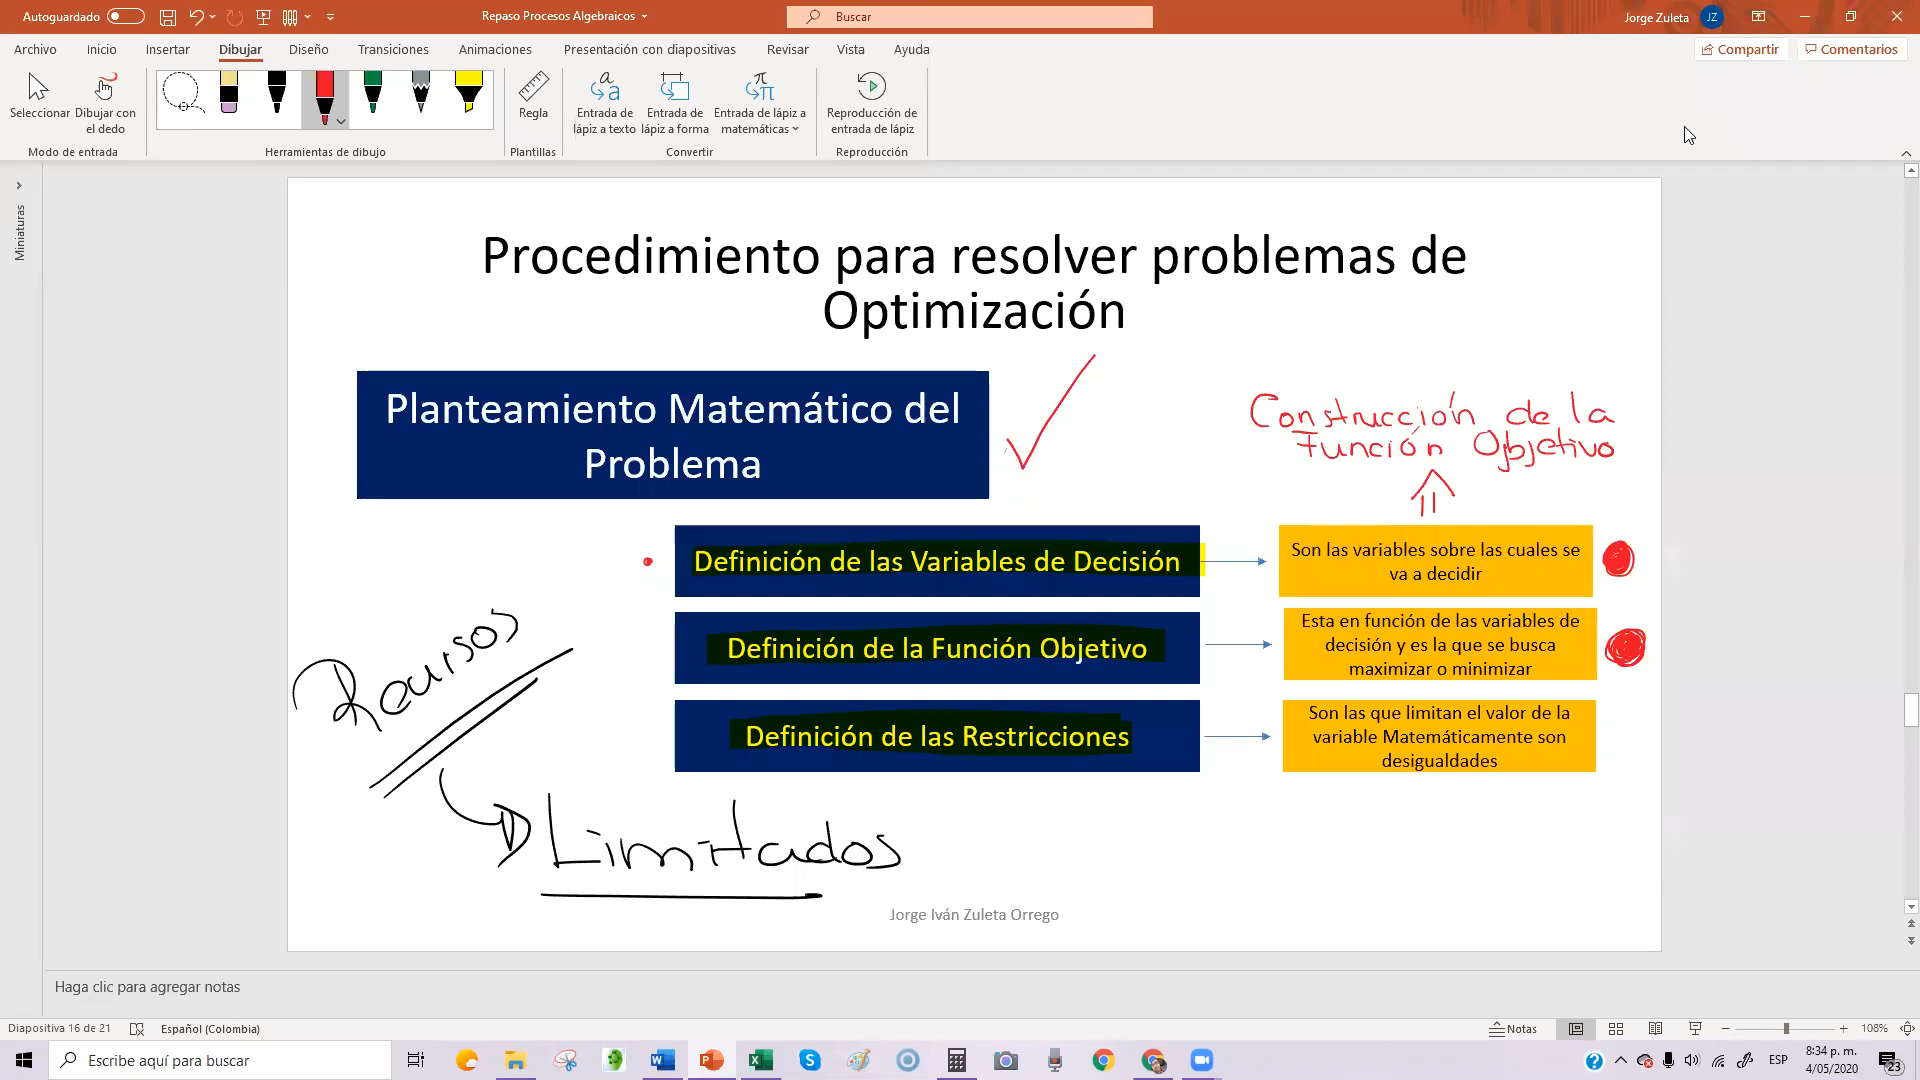 Autoguardado
Repaso Procesos Algebraicos
Buscar
Jorge Zuleta
JZ
Archivo
Inicio
Insertar
Dibujar
Diseño
Transiciones
Animaciones
Presentación con diapositivas
Revisar
Vista
Ayuda
Compartir
Comentarios
Seleccionar
Dibujar con
el dedo
Modo de entrada
Herramientas de dibujo
Regla
Plantillas
Entrada de
lápiz a texto
Entrada de
lápiz a forma
Entrada de lápiz a
matemáticas
Convertir
Reproducción de
entrada de lápiz
Reproducción
Miniaturas
Procedimiento para resolver problemas de
Optimización
Planteamiento Matemático del
Problema
Construcción de la
Función Objetivo
Definición de las Variables de Decisión
Son las variables sobre las cuales se
va a decidir
Definición de la Función Objetivo
Esta en función de las variables de
decisión y es la que se busca
maximizar o minimizar
Definición de las Restricciones
Son las que limitan el valor de la
variable Matemáticamente son
desigualdades
Recursos
Limitados
Jorge Iván Zuleta Orrego
Haga clic para agregar notas
Diapositiva 16 de 21
Español (Colombia)
Notas
108%
Escribe aquí para buscar
ESP
8:34 p. m.
4/05/2020
23